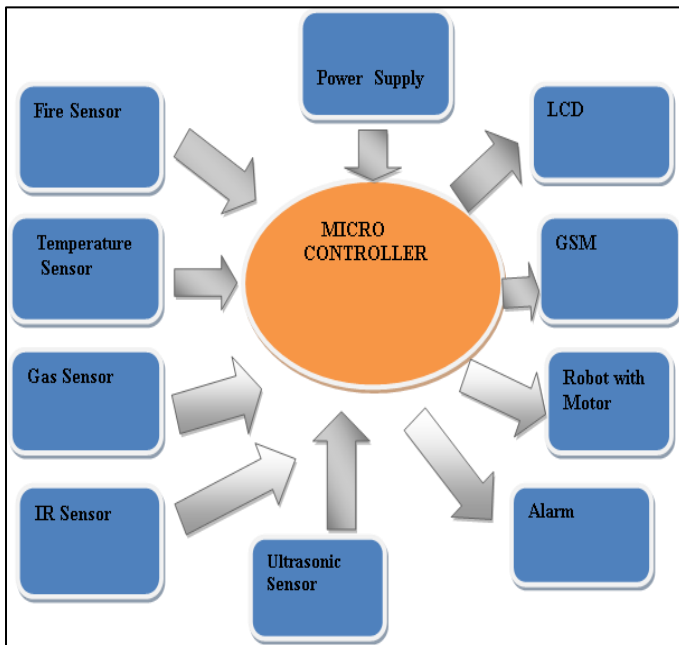 Power Supply
Fire Sensor
LCD
MICRO
CONTROLLER
Temperature
Sensor
GSM
Gas Sensor
Robot with
Motor
IR Sensor
Alarm
Ultrasonic
Sensor